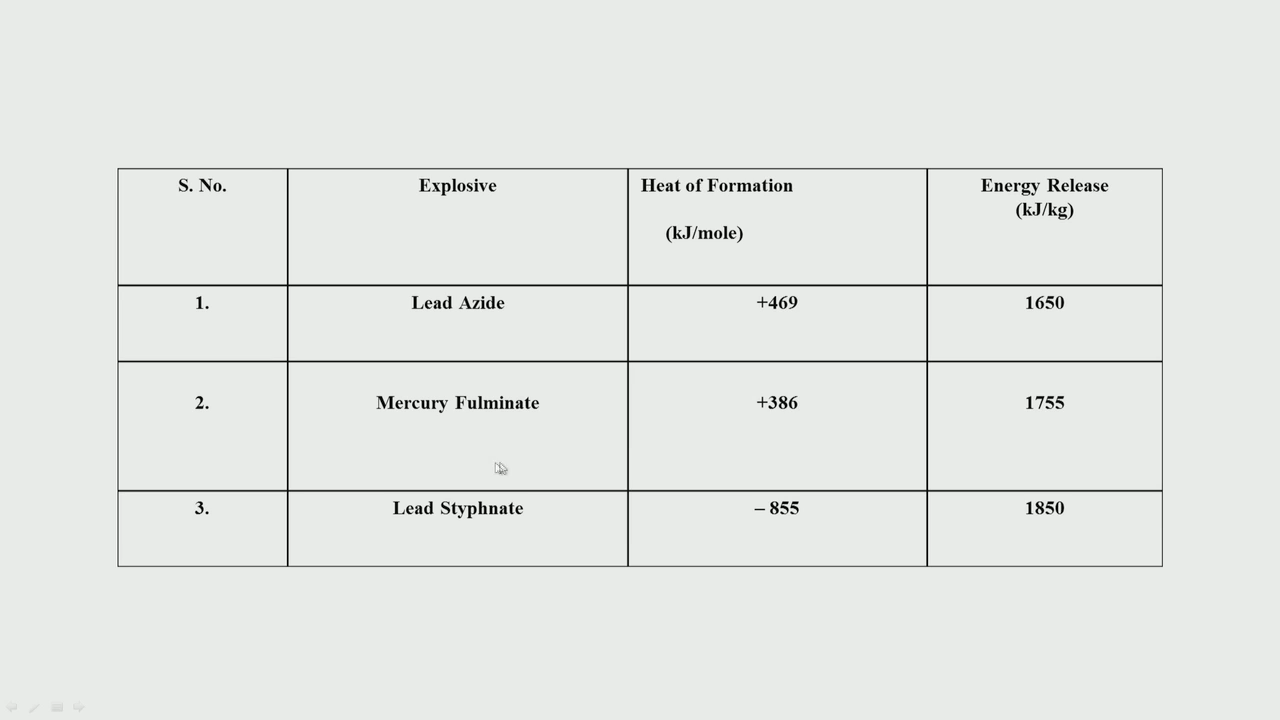 S. No.
Explosive
Heat of Formation
(kJ/mole)
Energy Release
(kJ/kg)
1.
Lead Azide
+469
1650
2.
Mercury Fulminate
+386
1755
3.
Lead Styphnate
– 855
1850